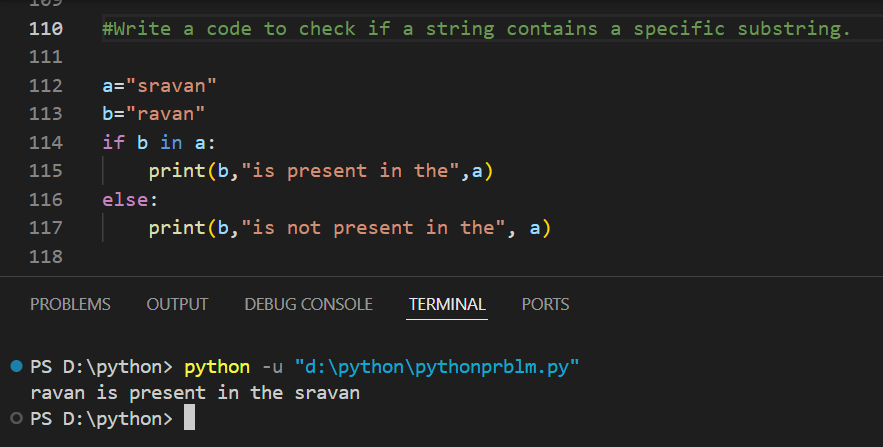 109
110 #Write a code to check if a string contains a specific substring.
111
112 a="sravan"
113 b="ravan"
114 if b in a:
115     print(b,"is present in the",a)
116 else:
117     print(b,"is not present in the", a)
118
PROBLEMS OUTPUT DEBUG CONSOLE TERMINAL PORTS
PS D:\python> python -u "d:\python\pythonprblm.py"
ravan is present in the sravan
PS D:\python>